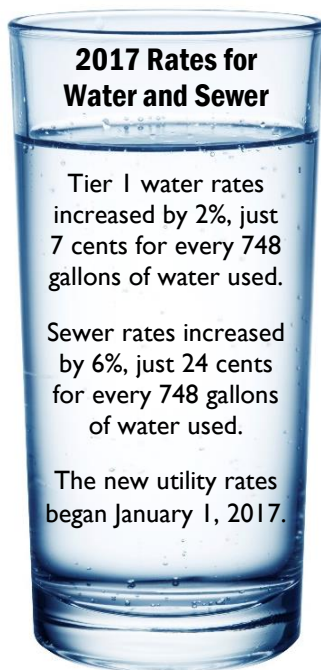 2017 Rates for
Water and Sewer
Tier 1 water rates
increased by 2%, just
7 cents for every 748
gallons of water used.
Sewer rates increased
by 6%, just 24 cents
for every 748 gallons
of water used.
The new utility rates
began January 1, 2017.